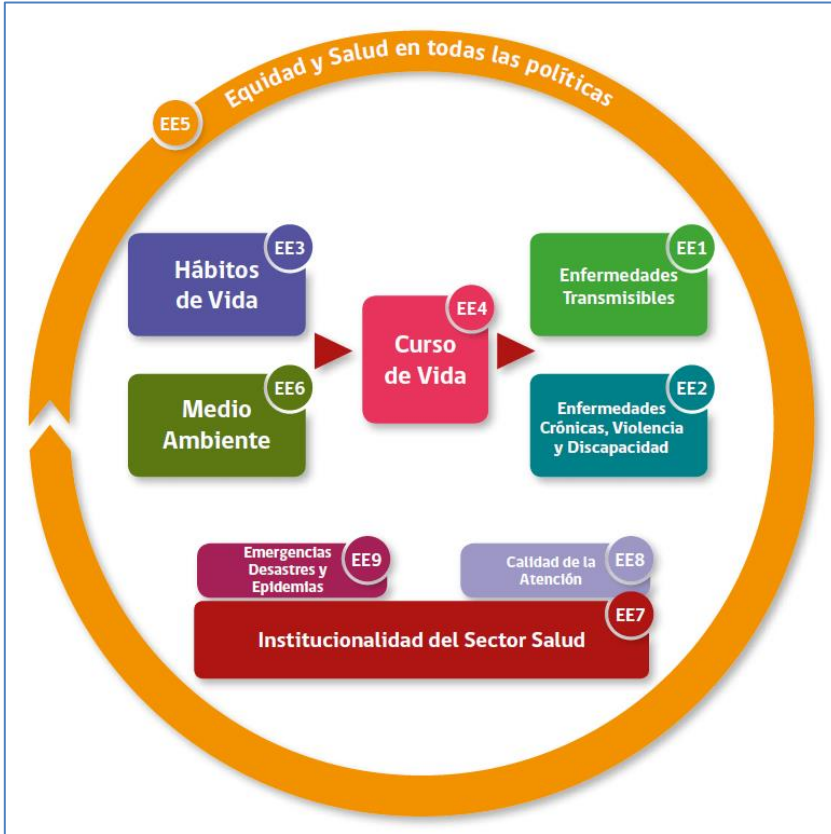 Equidad y Salud en todas las políticas
EE5
EE3
Hábitos
de Vida
EE1
Enfermedades
Transmisibles
EE4
Curso
de Vida
EE6
Medio
Ambiente
EE2
Enfermedades
Crónicas, Violencia
y Discapacidad
Emergencias
Desastres y
Epidemias
EE9
Calidad de la
Atención
EE8
EE7
Institucionalidad del Sector Salud